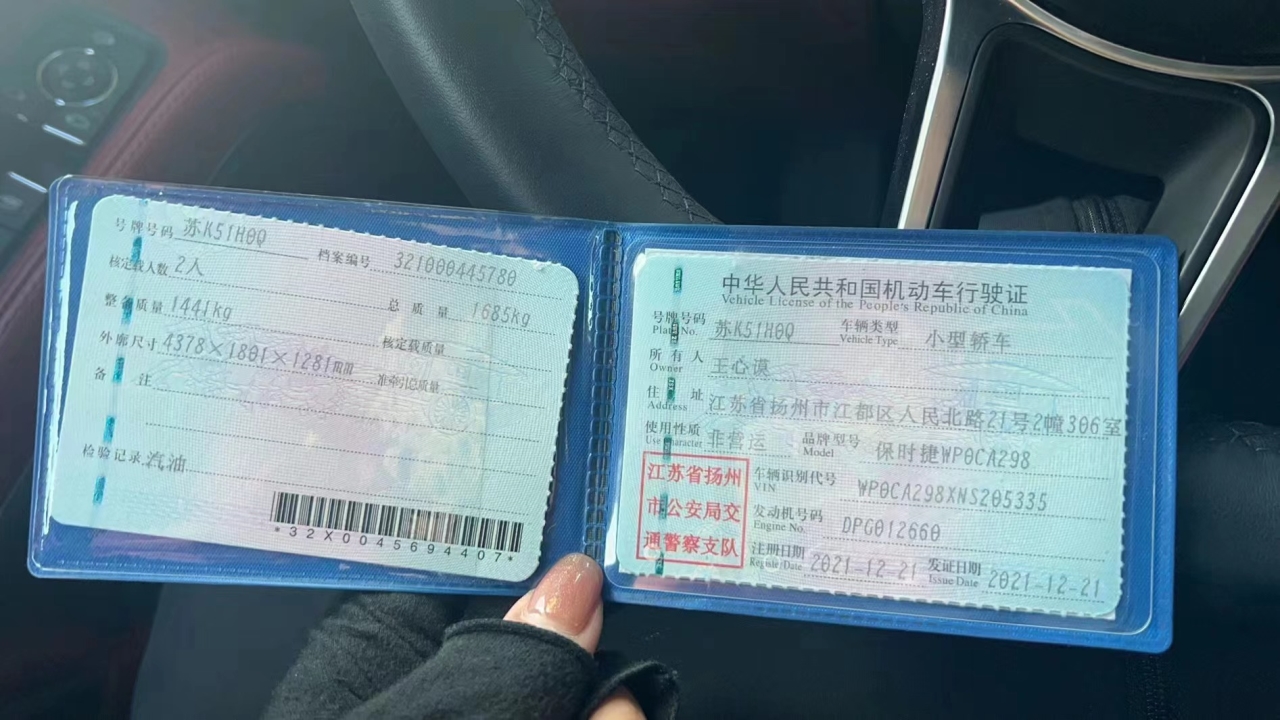 号牌号码 苏K51H0Q 档案编号 321000445780
核定载人数 2人
整备质量 1441kg 总质量 1685kg
外廓尺寸 4378×1801×1281mm 核定载质量
备注 准牵引总质量
检验记录 汽油
*32X0045694407*
中华人民共和国机动车行驶证
Vehicle License of the People's Republic of China
号牌号码 苏K51H0Q 车辆类型 小型轿车
Plate No. Vehicle Type
所有人 王心谟
Owner
住址 江苏省扬州市江都区人民北路21号2幢306室
Address
使用性质 非营运 品牌型号 保时捷WP0CA298
Use Character Model
江苏省扬州
市公安局交
通警察支队
车辆识别代号 WP0CA298XNS205335
VIN
发动机号码 DPG012660
Engine No.
注册日期 2021-12-21 发证日期 2021-12-21
Register Date Issue Date